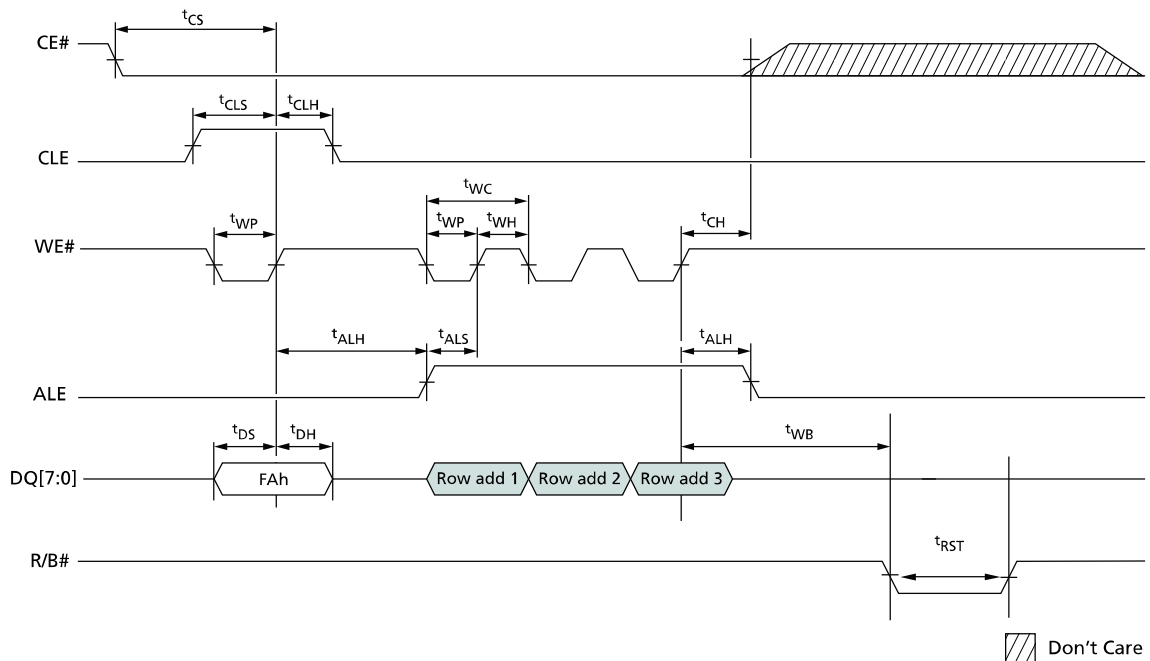 tCS
CE#
tCLS tCLH
CLE
tWC
tWP tWP tWH tCH
WE#
tALH tALS tALH
ALE
tDS tDH tWB
DQ[7:0] FAh Row add 1 Row add 2 Row add 3
tRST
R/B#
Don't Care